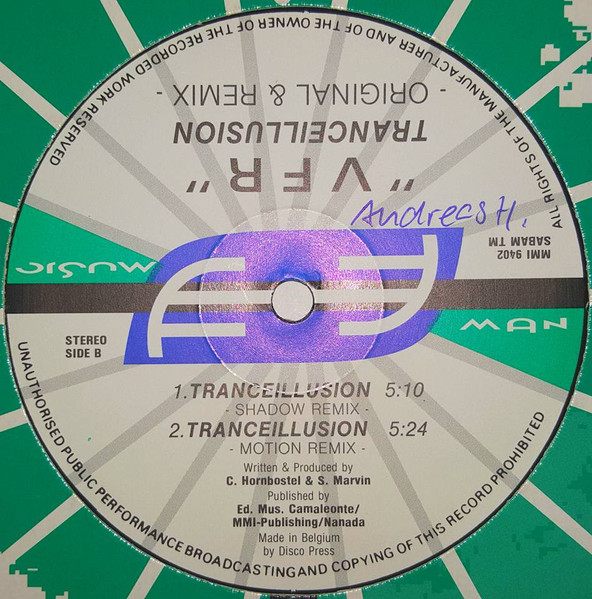 ALL RIGHTS OF THE MANUFACTURER AND OF THE OWNER OF THE RECORDED WORK RESERVED
- ORIGINAL & REMIX -
TRANCEILLUSION
"VFR"
Andreas H.
MMI 9402
SABAM TM
MUSIC
MAN
STEREO
SIDE B
1.TRANCEILLUSION 5:10
- SHADOW REMIX -
2.TRANCEILLUSION 5:24
- MOTION REMIX -
Written & Produced by
C. Hornbostel & S. Marvin
Published by
Ed. Mus. Camaleonte/
MMI-Publishing/Nanada
Made in Belgium
by Disco Press
UNAUTHORISED PUBLIC PERFORMANCE BROADCASTING AND COPYING OF THIS RECORD PROHIBITED